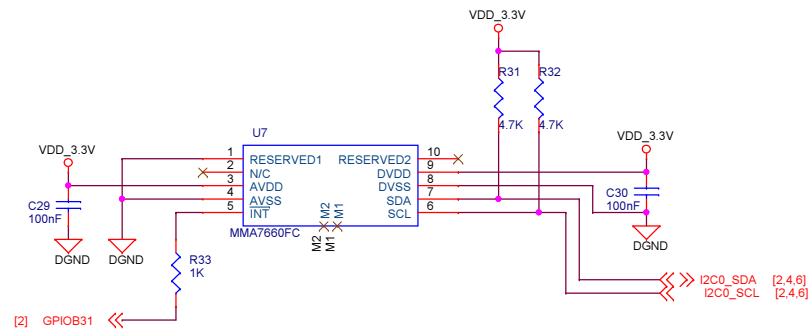 VDD_3.3V
R31 R32
4.7K 4.7K
U7
VDD_3.3V
VDD_3.3V
1 RESERVED1 RESERVED2 10
2 N/C DVDD 9
3 AVDD DVSS 8
4 AVSS SDA 7
5 INT SCL 6
M2 M1
MMA7660FC
M2 M1
C29
100nF
C30
100nF
DGND
DGND
DGND
R33
1K
I2C0_SDA [2,4,6]
I2C0_SCL [2,4,6]
[2] GPIOB31